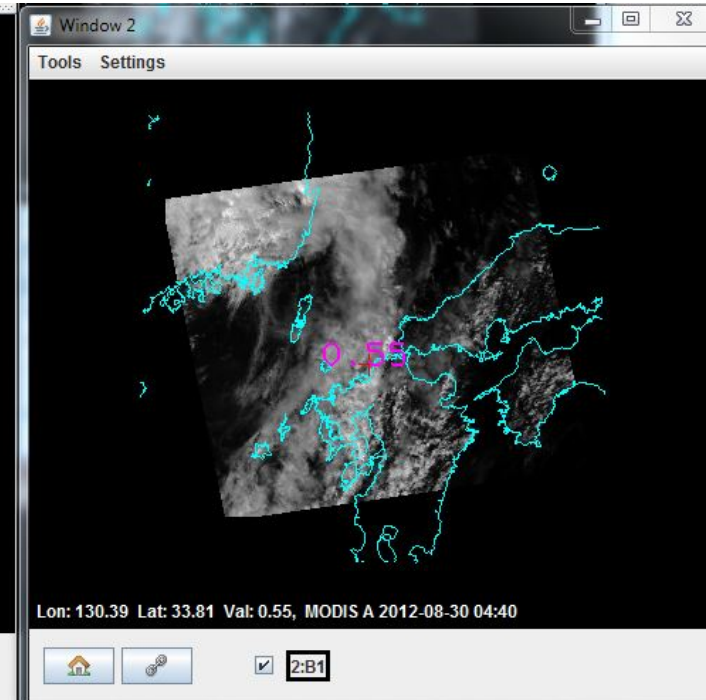 Window 2
Tools Settings
0.55
Lon: 130.39 Lat: 33.81 Val: 0.55, MODIS A 2012-08-30 04:40
2:B1